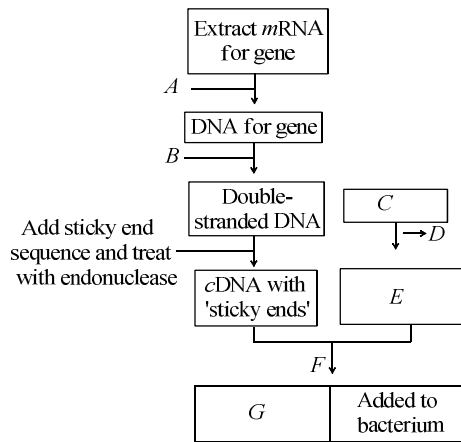 Extract mRNA
for gene
A
DNA for gene
B
Double-
stranded DNA
C
D
Add sticky end
sequence and treat
with endonuclease
cDNA with
'sticky ends'
E
F
G
Added to
bacterium